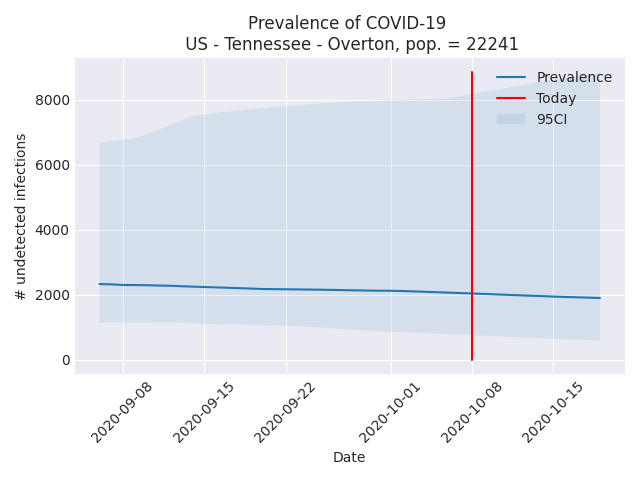 Prevalence of COVID-19
US - Tennessee - Overton, pop. = 22241
Prevalence
Today
95CI
# undetected infections
8000
6000
4000
2000
0
2020-09-08
2020-09-15
2020-09-22
2020-10-01
2020-10-08
2020-10-15
Date